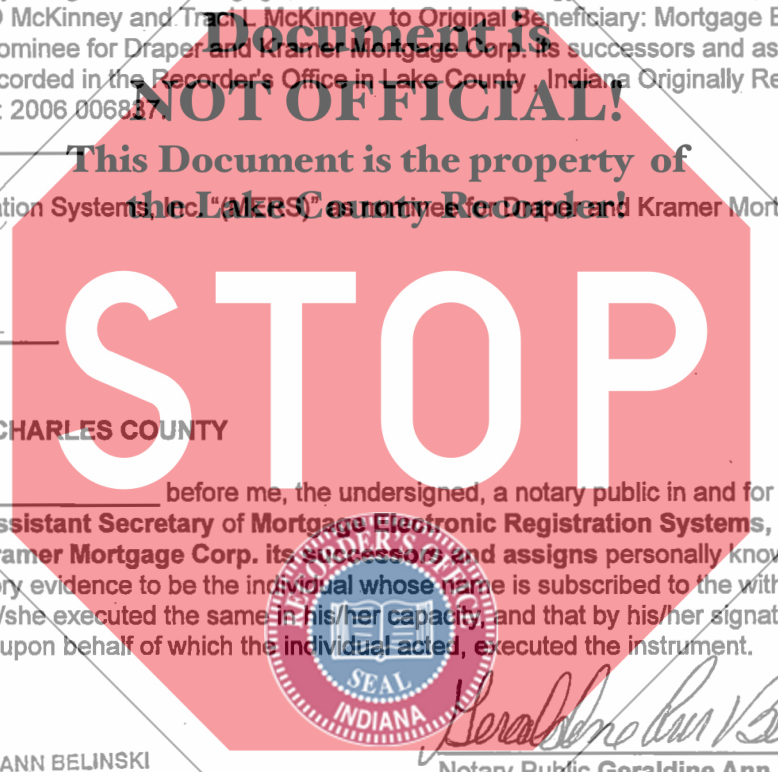 D McKinney and Traci L McKinney to Original Beneficiary: Mortgage E
ominee for Draper and Kramer Mortgage Corp. its successors and as
corded in the Recorder's Office in Lake County , Indiana Originally Re
: 2006 006837.
Document is
NOT OFFICIAL!
This Document is the property of
the Lake County Recorder!
ation Systems, Inc. "(MERS)" as nominee for Draper and Kramer Mort
STOP
CHARLES COUNTY
before me, the undersigned, a notary public in and for
ssistant Secretary of Mortgage Electronic Registration Systems,
ramer Mortgage Corp. its successors and assigns personally know
ory evidence to be the individual whose name is subscribed to the with
/she executed the same in his/her capacity, and that by his/her signat
upon behalf of which the individual acted, executed the instrument.
RECORDER'S OFFICE
SEAL
INDIANA
ANN BELINSKI
Notary Public Geraldine Ann